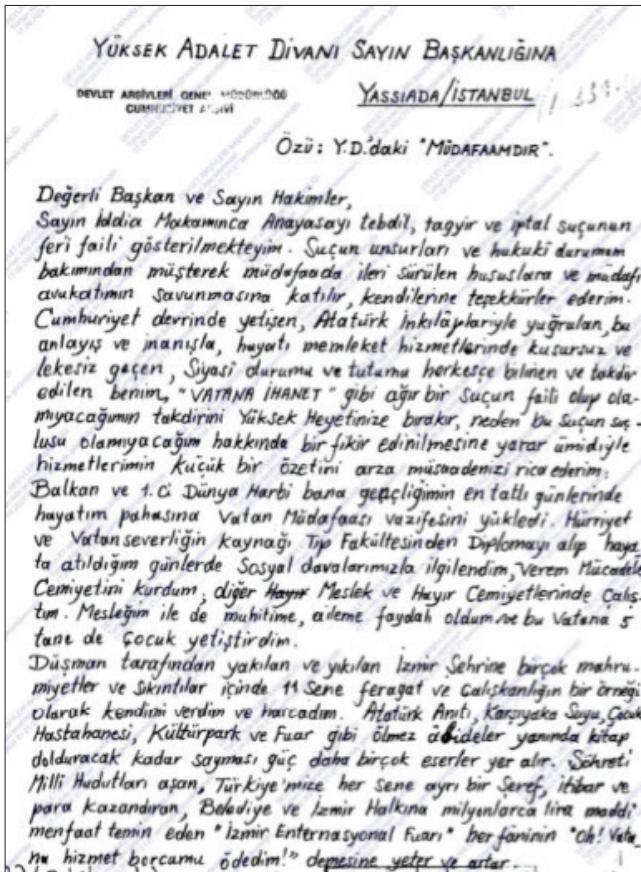 YÜKSEK ADALET DİVANI SAYIN BAŞKANLIĞINA
DEVLET ARŞİVLERİ GENEL MÜDÜRLÜĞÜ
CUMHURİYET ARŞİVİ
YASSIADA/İSTANBUL
Özü: Y.D.'daki "MÜDAFAAMDIR".
Değerli Başkan ve Sayın Hakimler,
Sayın İddia Makamınca Anayasayı tebdil, tagyir ve iptal suçunun
feri faili gösterilmekteyim. Suçun unsurları ve hukuki durumum
bakımından müşterek müdafaada ileri sürülen hususlara ve müdafi
avukatımın savunmasına katılır, kendilerine teşekkürler ederim.
Cumhuriyet devrinde yetişen, Atatürk İnkılâplariyle yuğrulan, bu
anlayış ve inanışla, hayatı memleket hizmetlerinde kusursuz ve
lekesiz geçen, Siyasi durumu ve tutumu herkesçe bilinen ve takdir
edilen benim, "VATANA İHANET" gibi ağır bir Suçun faili olup ola-
mıyacağımın takdirini Yüksek Heyetinize bırakır, neden bu Suçun suç-
lusu olamıyacağım hakkında bir fikir edinilmesine yarar ümidiyle
hizmetlerimin Küçük bir özetini arza müsaadenizi rica ederim.
Balkan ve 1.Ci Dünya Harbi bana gençliğimin en tatlı günlerinde
hayatım pahasına Vatan Müdafaası vazifesini yükledi. Hürriyet
ve Vatanseverliğin kaynağı Tıp Fakültesinden Diplomayı alıp haya-
ta atıldığım günlerde Sosyal davalarımızla ilgilendim, Verem Mücadele
Cemiyetini kurdum, diğer Hayır Meslek ve Hayır Cemiyetlerinde Çalış-
tım. Mesleğim ile de muhitime, aileme faydalı oldum ve bu Vatana 5
tane de Çocuk yetiştirdim.
Düşman tarafından yakılan ve yıkılan İzmir Şehrine birçok mahru-
miyetler ve Sıkıntılar içinde 11 Sene feragat ve Çalışkanlığın bir örneği
olarak kendimi verdim ve harcadım. Atatürk Anıtı, Karşıyaka Suyu, Çocuk
Hastahanesi, Kültürpark ve Fuar gibi ölmez âbideler yanında kitap
dolduracak kadar sayması güç daha birçok eserler yer alır. Şöhreti
Milli Hudutları aşan, Türkiye'mize her sene ayrı bir Şeref, itibar ve
para Kazandıran, Belediye ve İzmir Halkına milyonlarca lira maddi
menfaat temin eden "İzmir Enternasyonal Fuarı" her fâninin "Oh! Vata-
na hizmet borcumu ödedim!" demesine yeter ve artar.